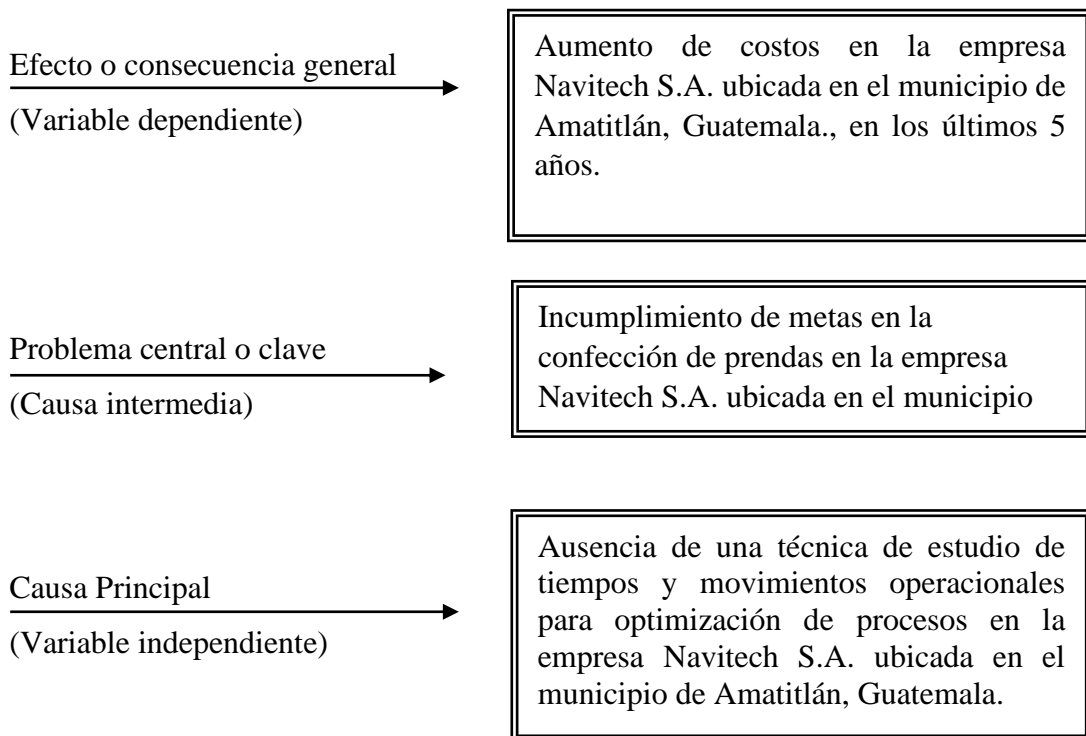 Efecto o consecuencia general
(Variable dependiente)
Aumento de costos en la empresa
Navitech S.A. ubicada en el municipio de
Amatitlán, Guatemala., en los últimos 5
años.
Problema central o clave
(Causa intermedia)
Incumplimiento de metas en la
confección de prendas en la empresa
Navitech S.A. ubicada en el municipio
Causa Principal
(Variable independiente)
Ausencia de una técnica de estudio de
tiempos y movimientos operacionales
para optimización de procesos en la
empresa Navitech S.A. ubicada en el
municipio de Amatitlán, Guatemala.